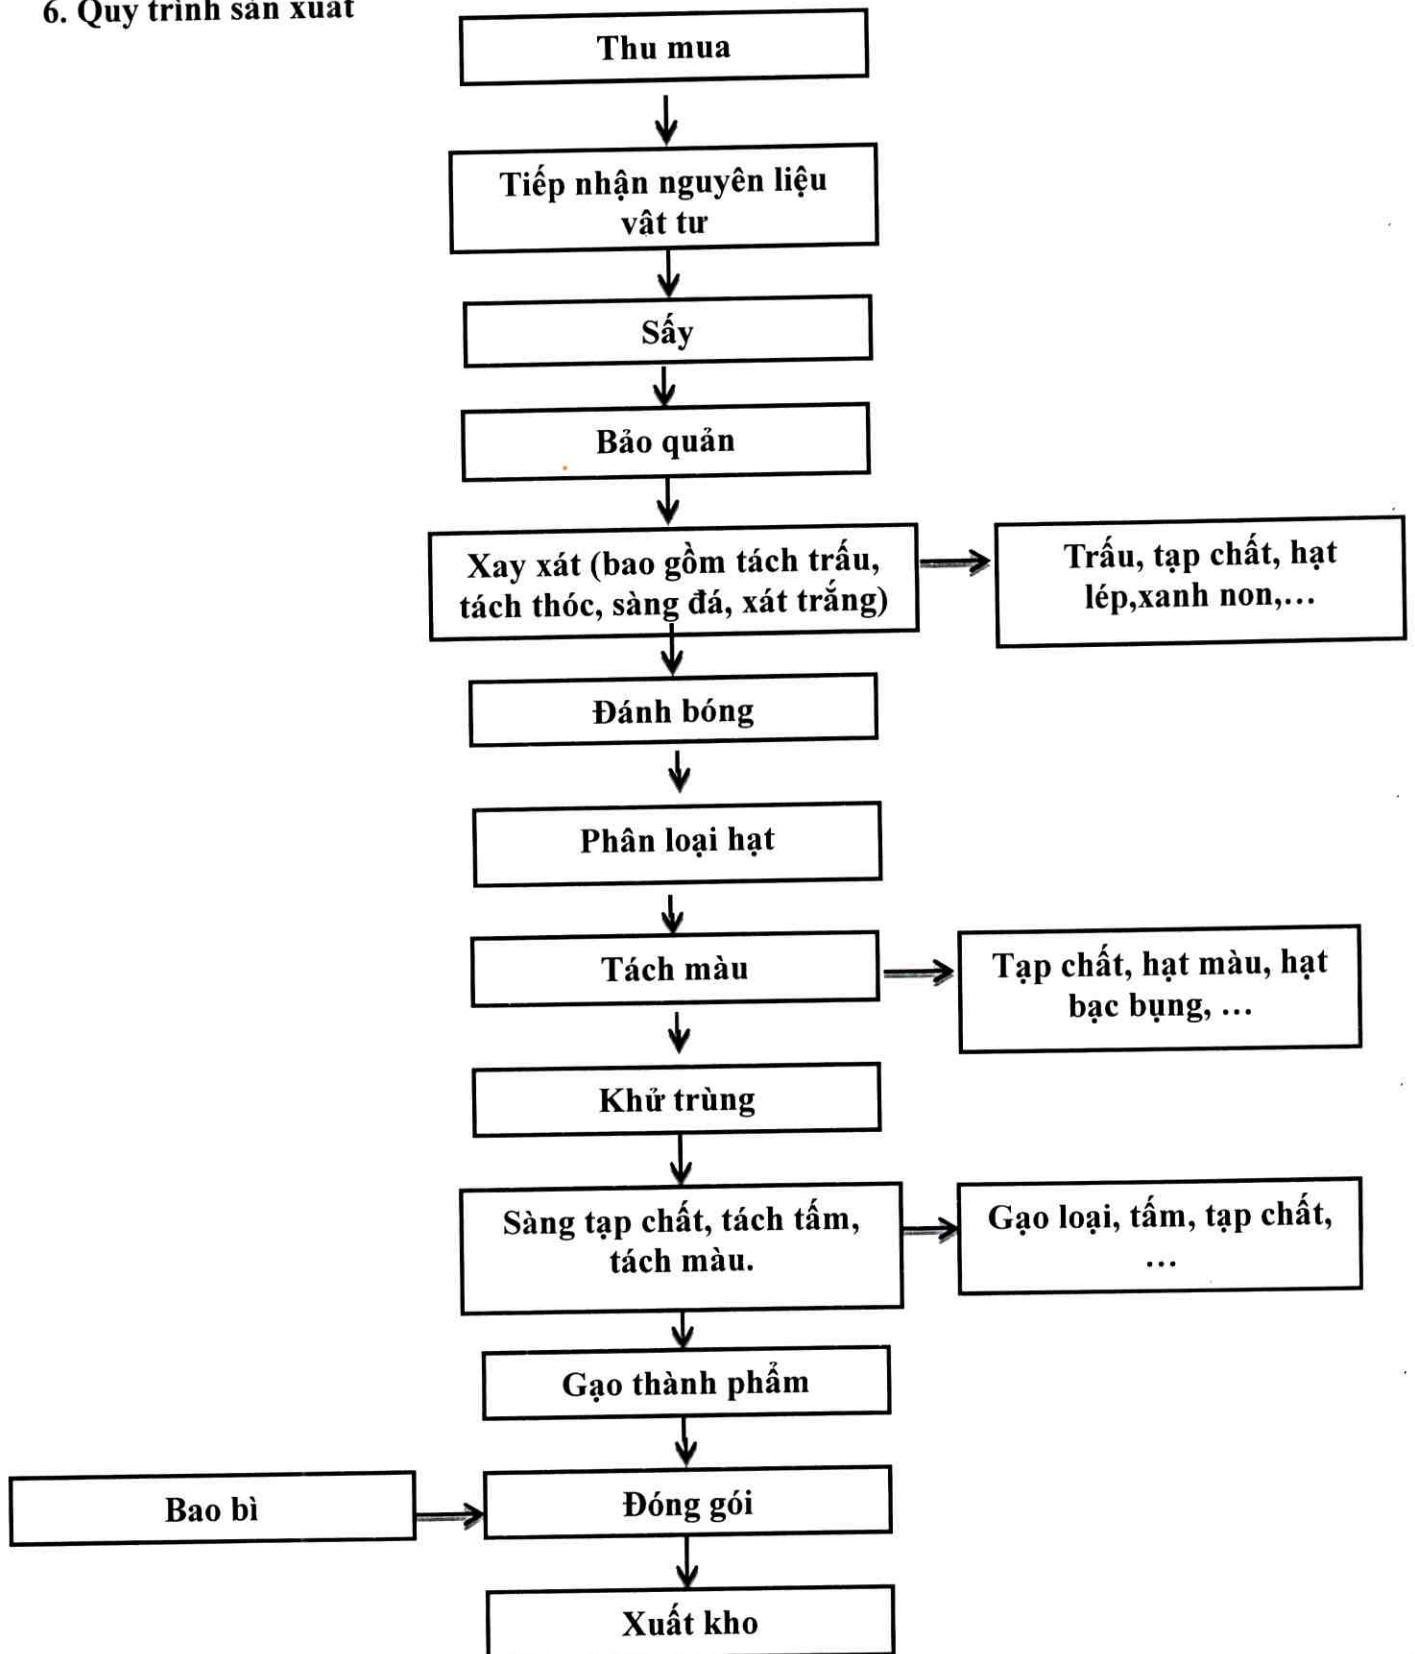 6. Quy trình sản xuất
Thu mua
Tiếp nhận nguyên liệu
vật tư
Sấy
Bảo quản
Xay xát (bao gồm tách trấu,
tách thóc, sàng đá, xát trắng)
Trấu, tạp chất, hạt
lép,xanh non,...
Đánh bóng
Phân loại hạt
Tách màu
Tạp chất, hạt màu, hạt
bạc bụng, ...
Khử trùng
Sàng tạp chất, tách tấm,
tách màu.
Gạo loại, tấm, tạp chất,
...
Gạo thành phẩm
Bao bì
Đóng gói
Xuất kho